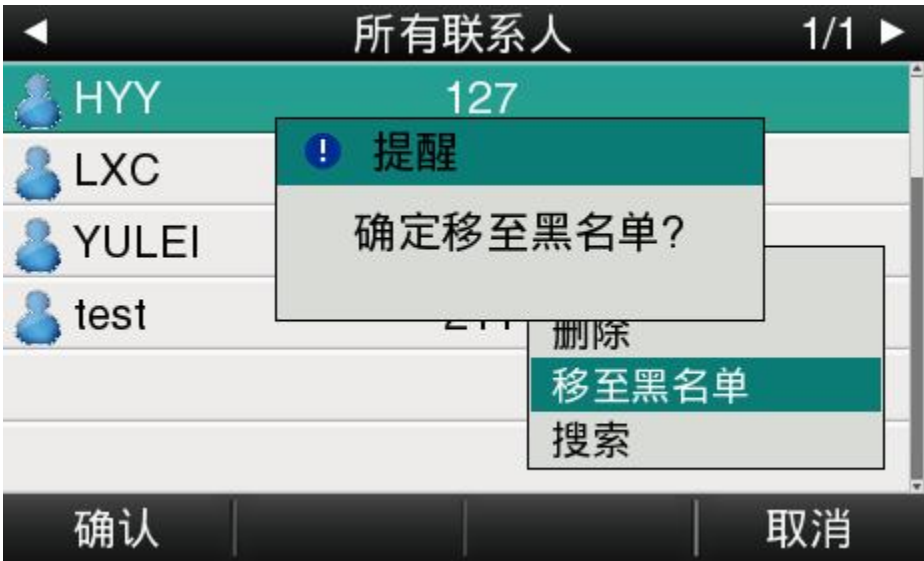 所有联系人 1/1
HYY 127
LXC
提醒
YULEI
确定移至黑名单?
test
删除
移至黑名单
搜索
确认 取消